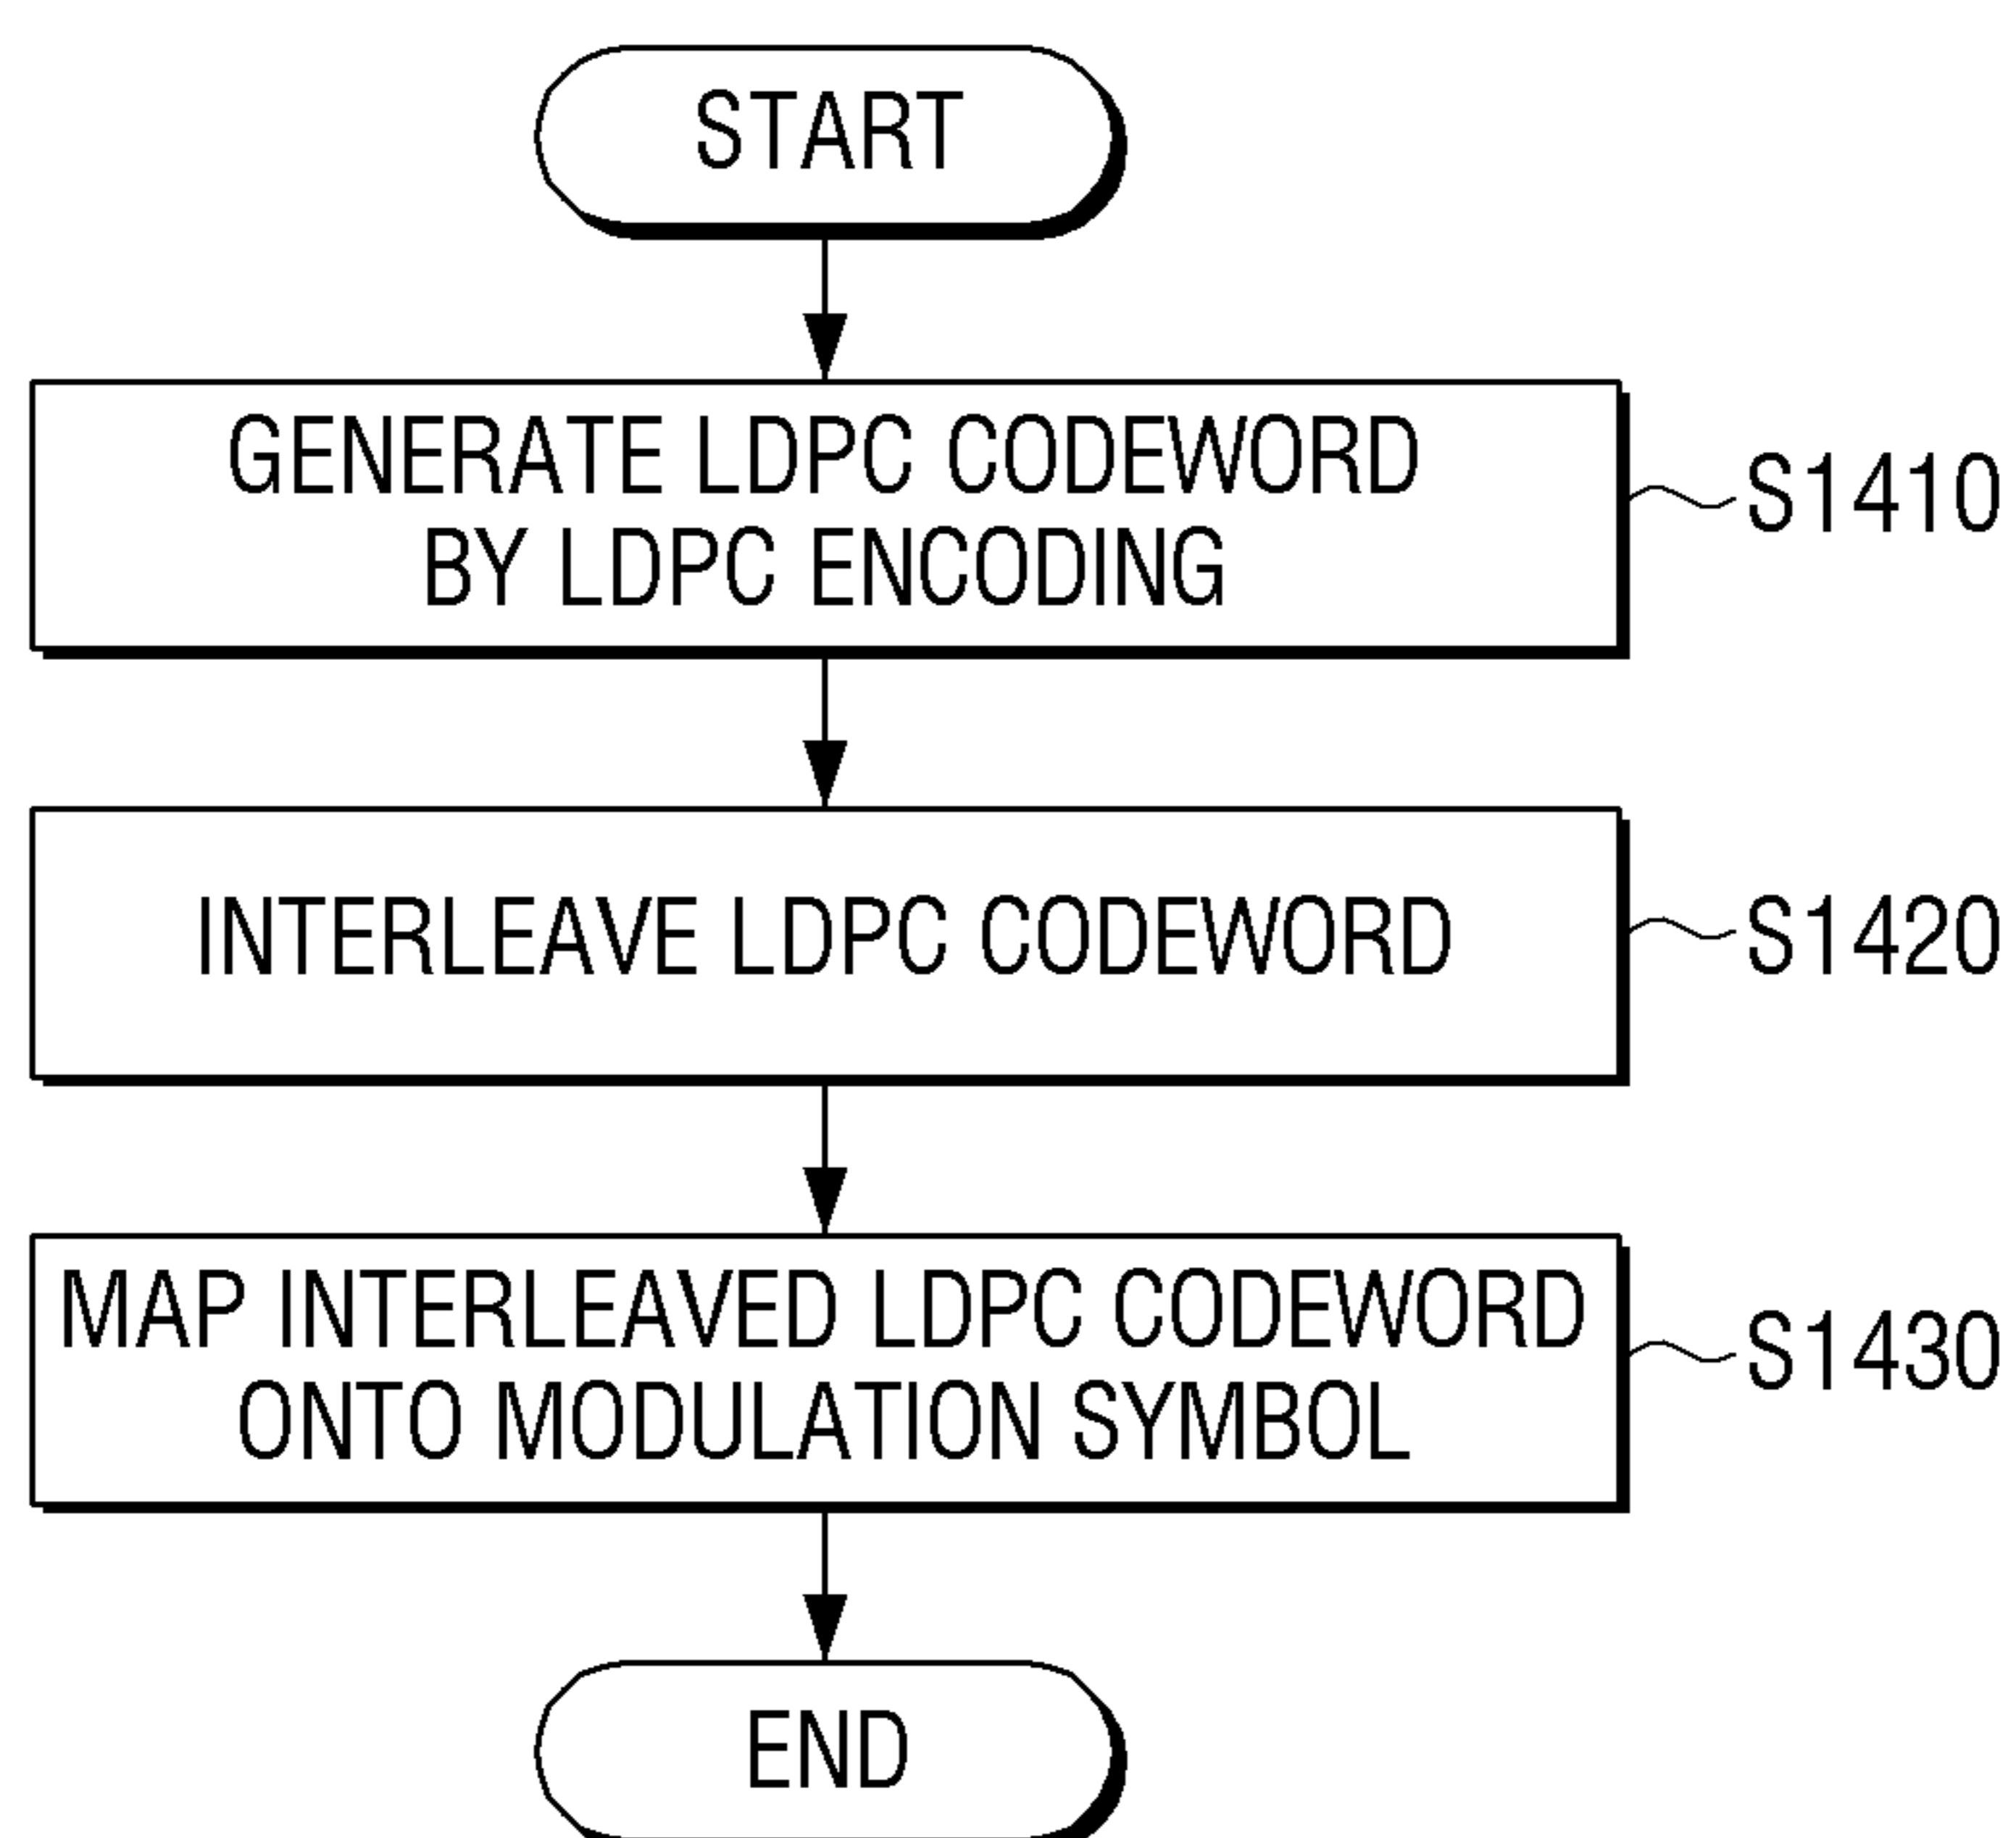 START
GENERATE LDPC CODEWORD
BY LDPC ENCODING
S1410
INTERLEAVE LDPC CODEWORD
S1420
MAP INTERLEAVED LDPC CODEWORD
ONTO MODULATION SYMBOL
S1430
END